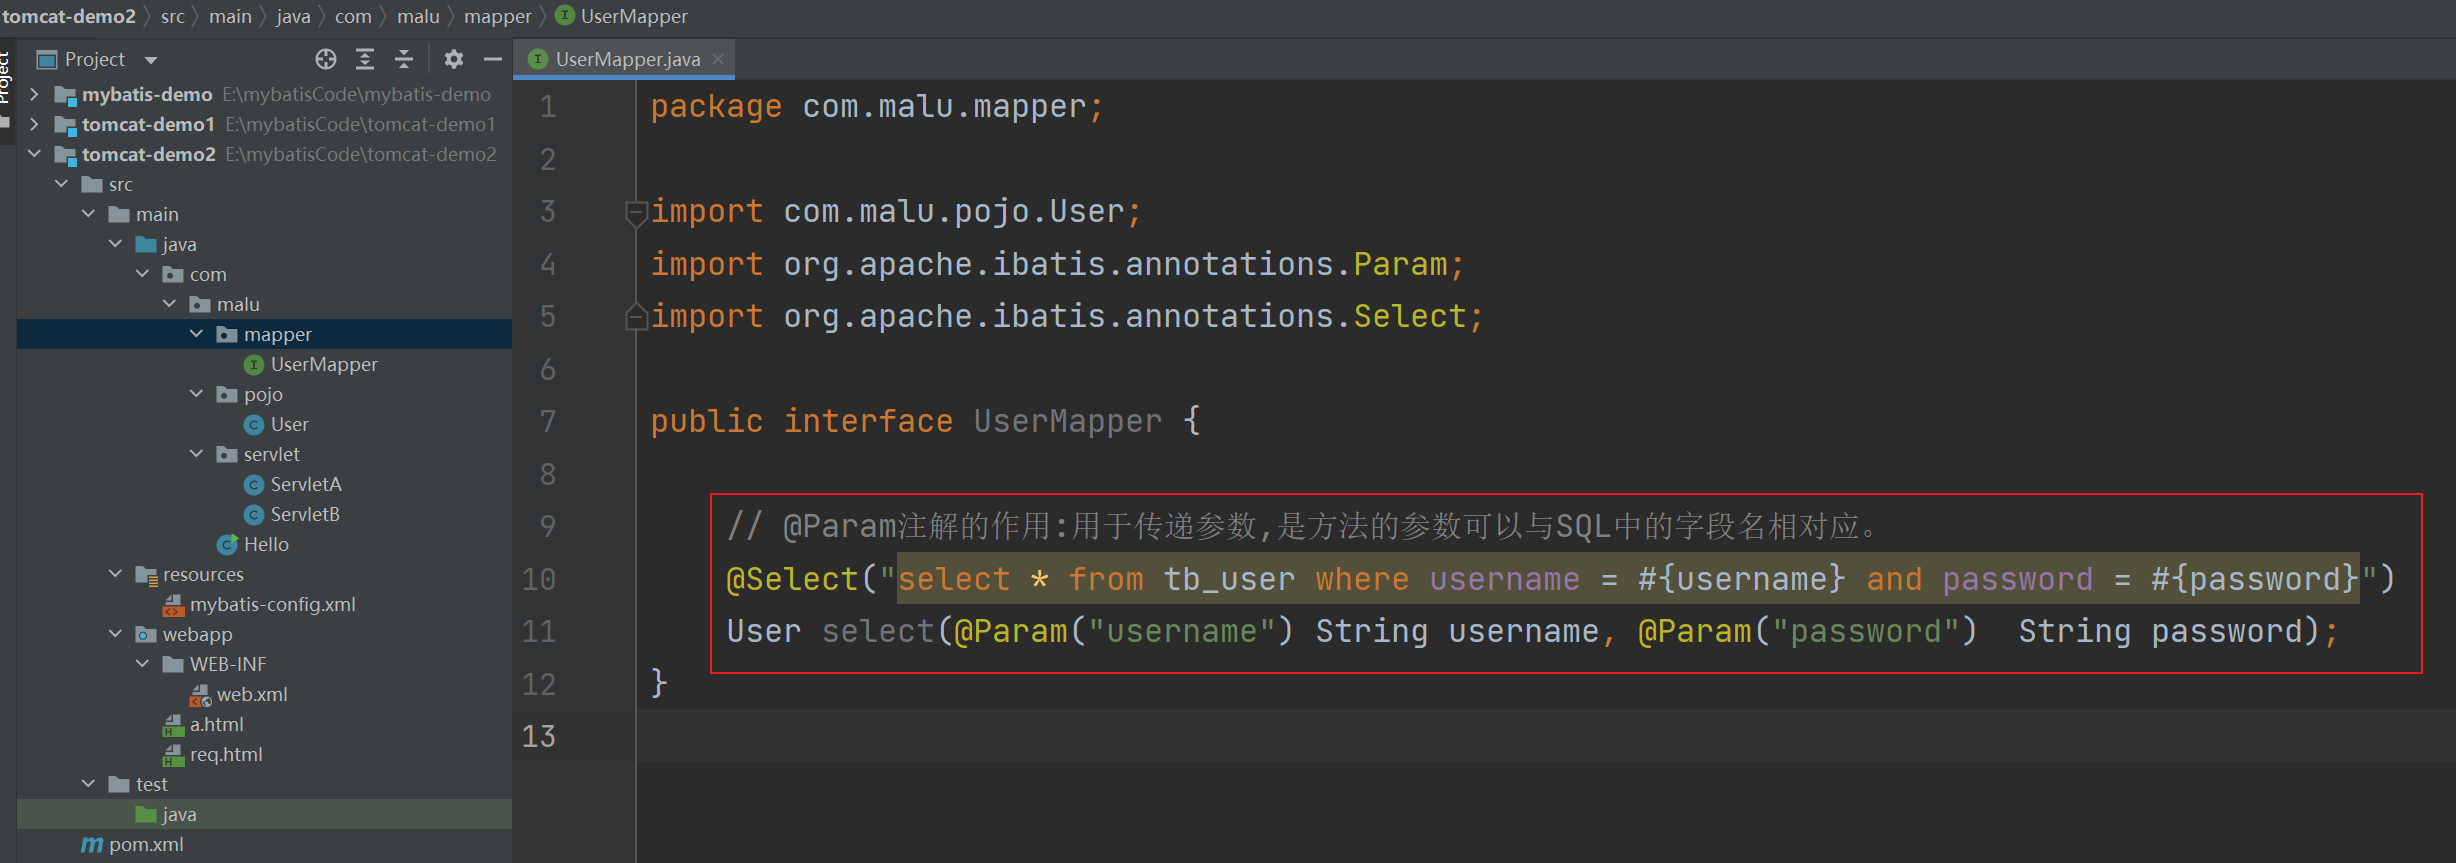 tomcat-demo2 〉 src 〉 main 〉 java 〉 com 〉 malu 〉 mapper 〉 UserMapper
Project
Project
mybatis-demo E:\mybatisCode\mybatis-demo
tomcat-demo1 E:\mybatisCode\tomcat-demo1
tomcat-demo2 E:\mybatisCode\tomcat-demo2
src
main
java
com
malu
mapper
UserMapper
pojo
User
servlet
ServletA
ServletB
Hello
resources
mybatis-config.xml
webapp
WEB-INF
web.xml
a.html
req.html
test
java
pom.xml
UserMapper.java
1 package com.malu.mapper;
2
3 import com.malu.pojo.User;
4 import org.apache.ibatis.annotations.Param;
5 import org.apache.ibatis.annotations.Select;
6
7 public interface UserMapper {
8
9 // @Param注解的作用:用于传递参数,是方法的参数可以与SQL中的字段名相对应。
10 @Select("select * from tb_user where username = #{username} and password = #{password}")
11 User select(@Param("username") String username, @Param("password")  String password);
12 }
13